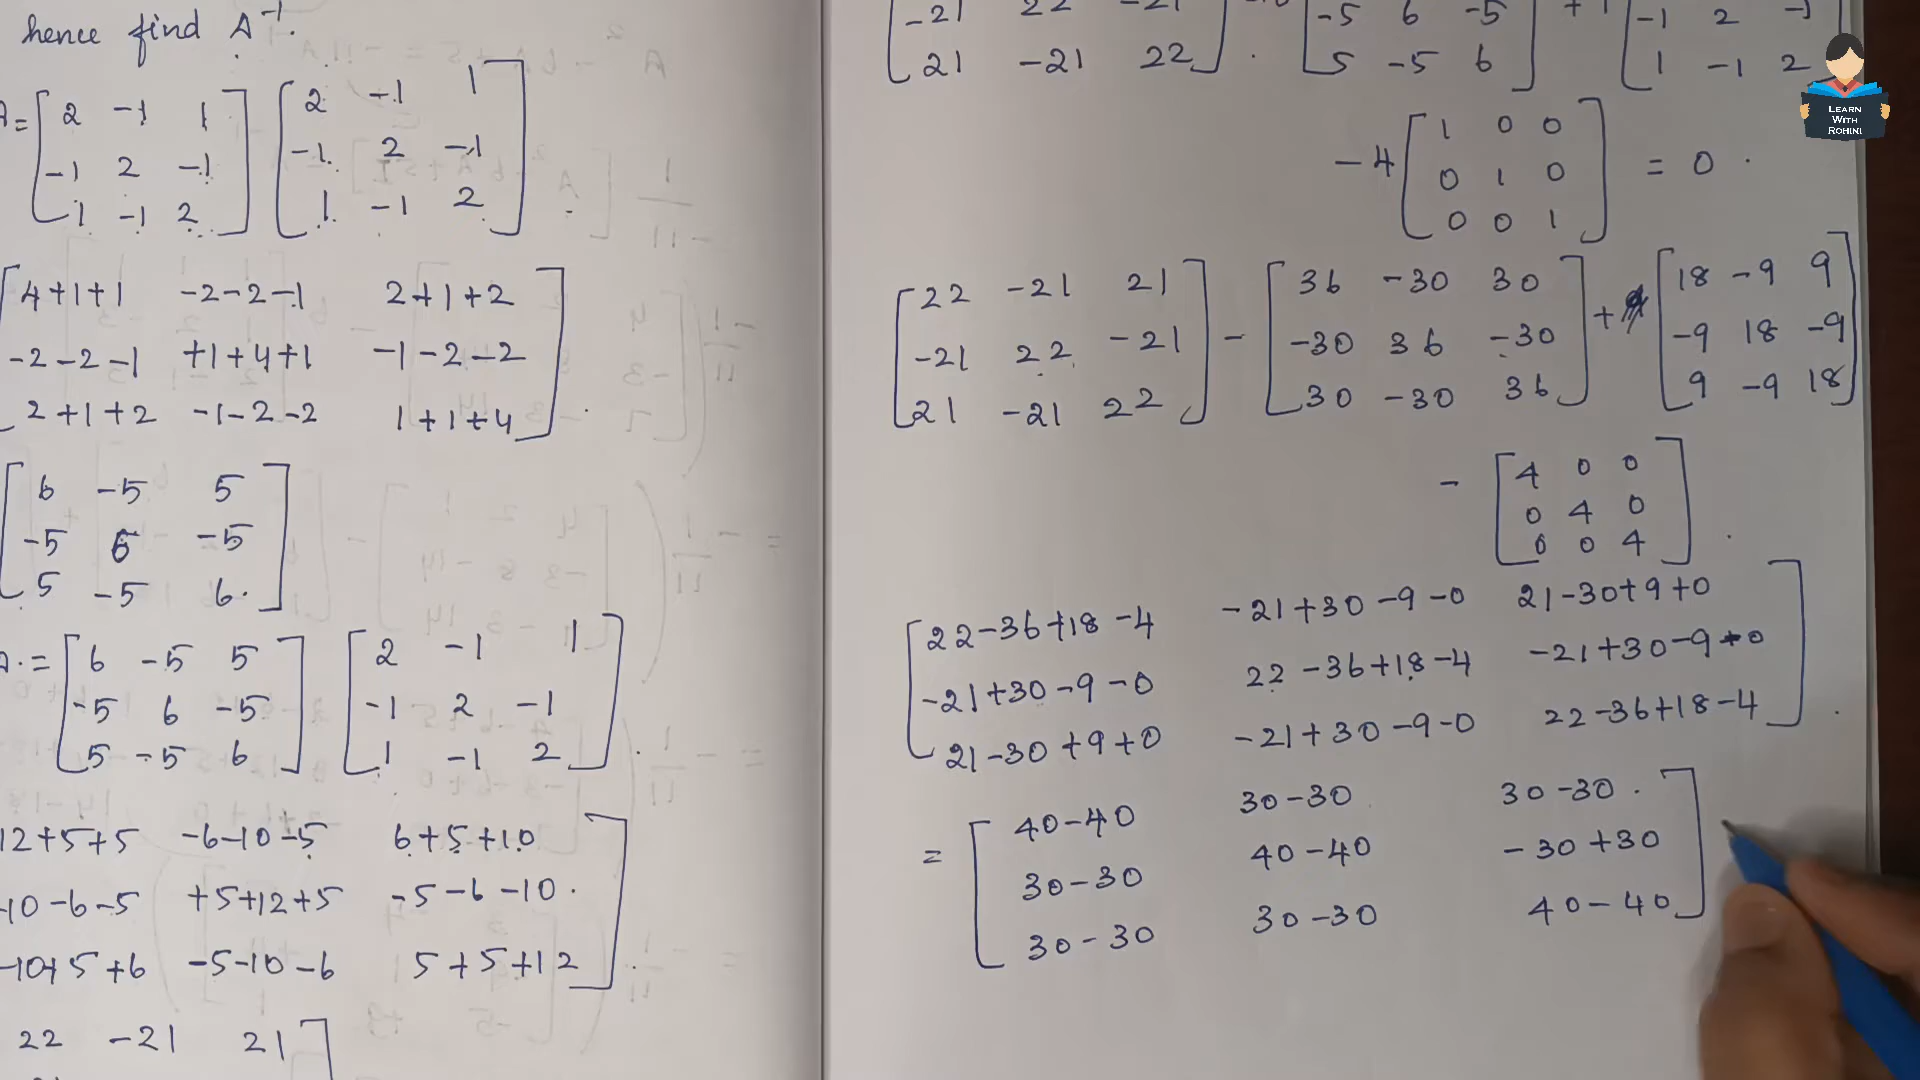 hence find A⁻¹.
= [ 2 -1 1 ] [ 2 -1 1 ]
[ -1 2 -1 ] [ -1 2 -1 ]
[ 1 -1 2 ] [ 1 -1 2 ]
[ 4+1+1 -2-2-1 2+1+2 ]
[ -2-2-1 +1+4+1 -1-2-2 ]
[ 2+1+2 -1-2-2 1+1+4 ]
[ 6 -5 5 ]
[ -5 6 -5 ]
[ 5 -5 6 ]
= [ 6 -5 5 ] [ 2 -1 1 ]
[ -5 6 -5 ] [ -1 2 -1 ]
[ 5 -5 6 ] [ 1 -1 2 ]
12+5+5 -6-10-5 6+5+10 ]
-10-6-5 +5+12+5 -5-6-10 ]
-10+5+6 -5-10-6 5+5+12 ]
22 -21 21 ]
[ -21 22 -21 ] [ -5 6 -5 ] + [ -1 2 -1 ]
[ 21 -21 22 ] [ 5 -5 6 ] [ 1 -1 2 ]
-4 [ 1 0 0 ] = 0
[ 0 1 0 ]
[ 0 0 1 ]
[ 22 -21 21 ] - [ 36 -30 30 ] + [ 18 -9 9 ]
[ -21 22 -21 ] [ -30 36 -30 ] [ -9 18 -9 ]
[ 21 -21 22 ] [ 30 -30 36 ] [ 9 -9 18 ]
- [ 4 0 0 ]
[ 0 4 0 ]
[ 0 0 4 ]
[ 22-36+18-4 -21+30-9-0 21-30+9+0 ]
[ -21+30-9-0 22-36+18-4 -21+30-9+0 ]
[ 21-30+9+0 -21+30-9-0 22-36+18-4 ]
= [ 40-40 30-30 30-30 ]
[ 30-30 40-40 -30+30 ]
[ 30-30 30-30 40-40 ]
LEARN
WITH
ROHINI